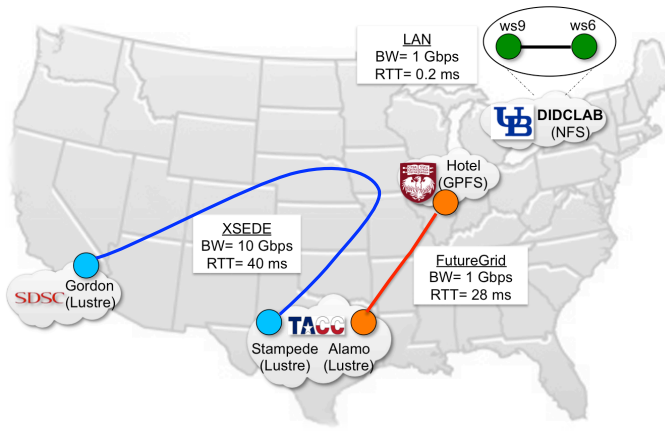 ws9
ws6
LAN
BW= 1 Gbps
RTT= 0.2 ms
UB
DIDCLAB
(NFS)
Hotel
(GPFS)
XSEDE
BW= 10 Gbps
RTT= 40 ms
FutureGrid
BW= 1 Gbps
RTT= 28 ms
SDSC
Gordon
(Lustre)
TACC
Stampede
(Lustre)
Alamo
(Lustre)